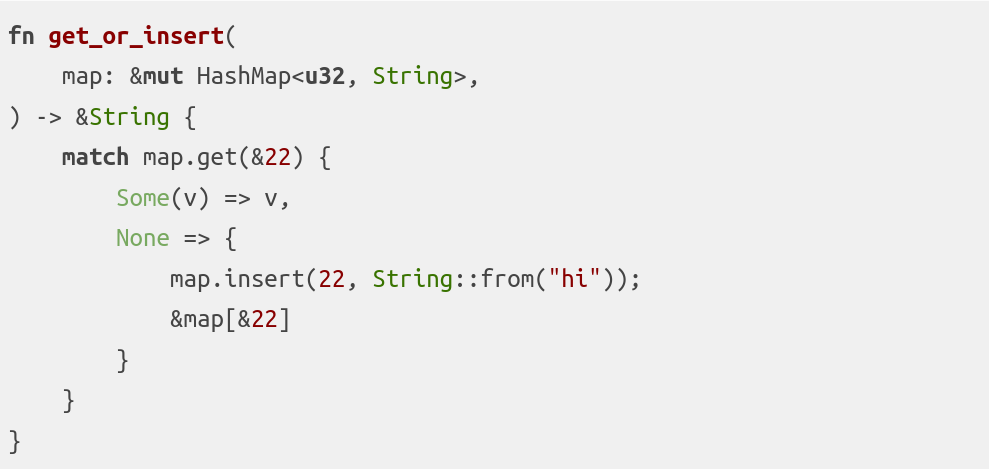 fn get_or_insert(
    map: &mut HashMap<u32, String>,
) -> &String {
    match map.get(&22) {
        Some(v) => v,
        None => {
            map.insert(22, String::from("hi"));
            &map[&22]
        }
    }
}